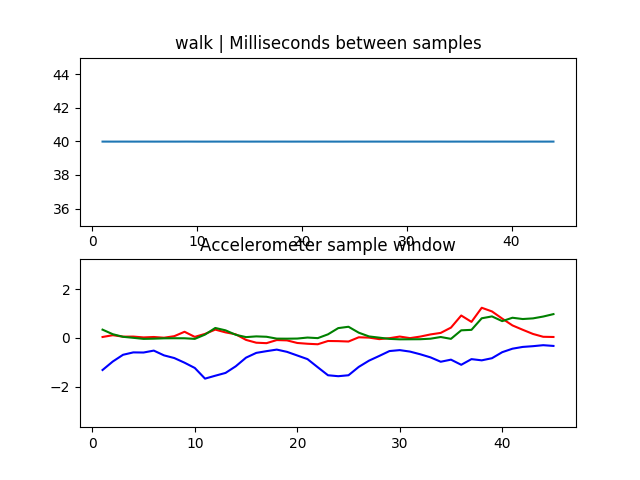 walk | Milliseconds between samples
44
42
40
38
36
0 10 20 30 40
Accelerometer sample window
2
0
−2
0 10 20 30 40